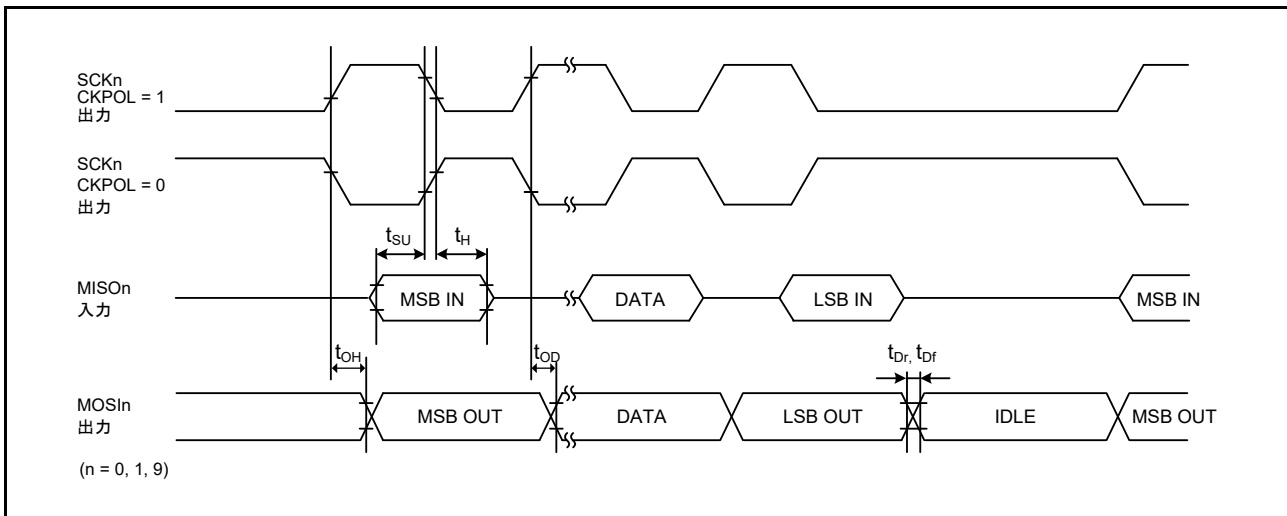 SCKn
CKPOL = 1
出力
SCKn
CKPOL = 0
出力
tSU
tH
MISOn
入力
MSB IN
DATA
LSB IN
MSB IN
tOH
tOD
tDr, tDf
MOSIn
出力
MSB OUT
DATA
LSB OUT
IDLE
MSB OUT
(n = 0, 1, 9)